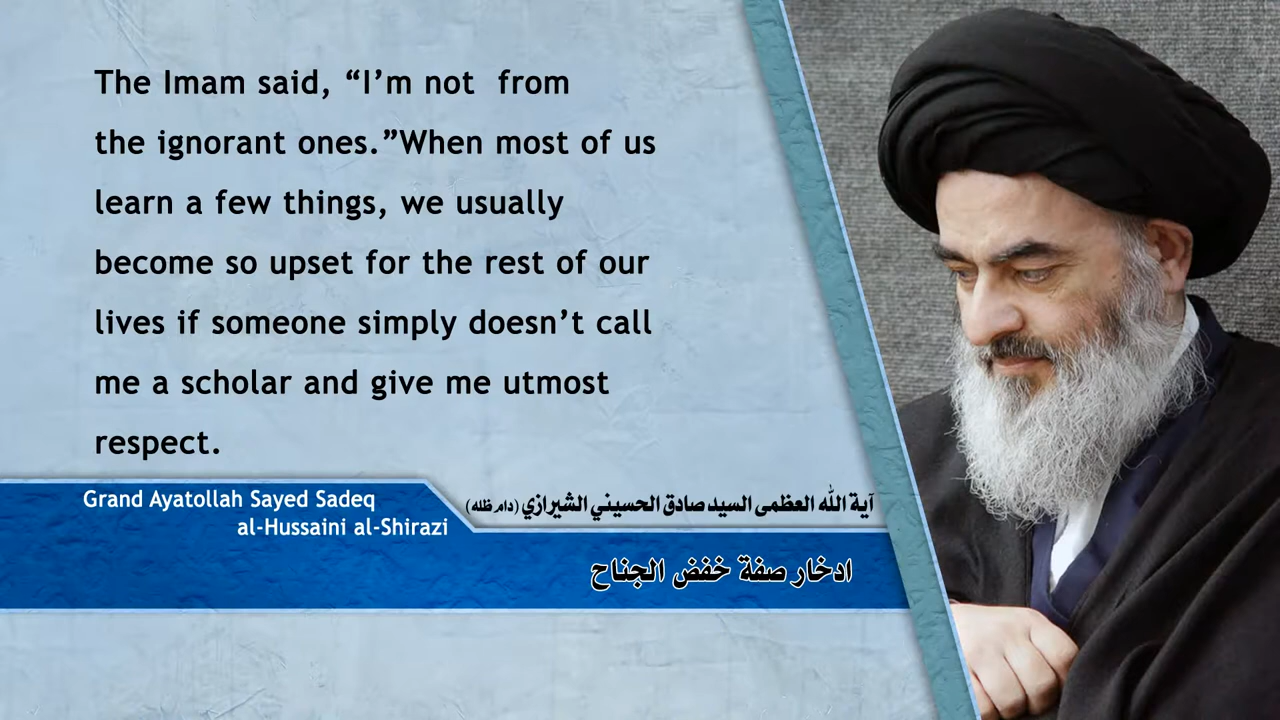 The Imam said, “I’m not  from
the ignorant ones.”When most of us
learn a few things, we usually
become so upset for the rest of our
lives if someone simply doesn’t call
me a scholar and give me utmost
respect.
Grand Ayatollah Sayed Sadeq
al-Hussaini al-Shirazi
آية الله العظمى السيد صادق الحسيني الشيرازي (دام ظله)
ادخار صفة خفض الجناح